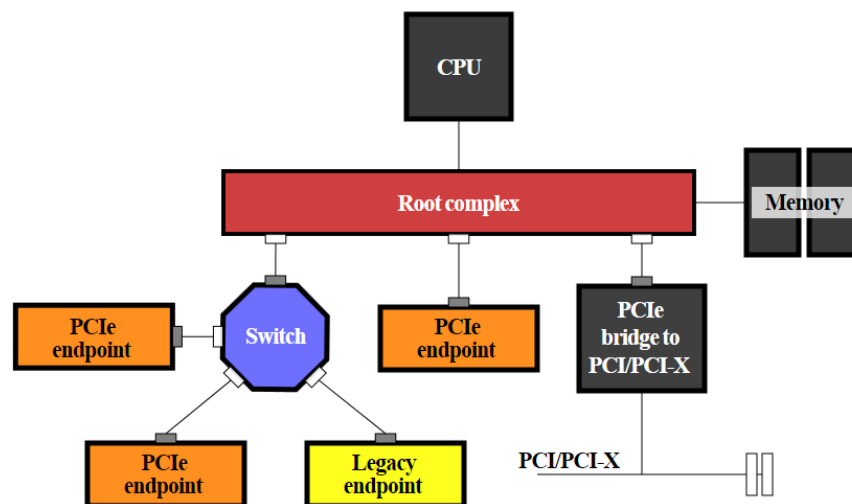 CPU
Root complex
Memory
PCIe
endpoint
Switch
PCIe
endpoint
PCIe
bridge to
PCI/PCI-X
PCIe
endpoint
Legacy
endpoint
PCI/PCI-X